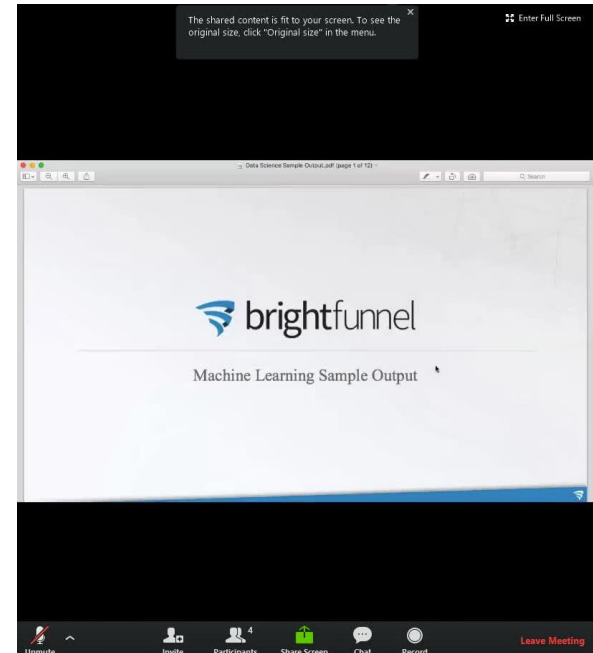 The shared content is fit to your screen. To see the
original size, click "Original size" in the menu.
Enter Full Screen
Data Science Sample Output.pdf (page 1 of 12)
Search
brightfunnel
Machine Learning Sample Output
Unmute
Invite
4
Participants
Share Screen
Chat
Record
Leave Meeting